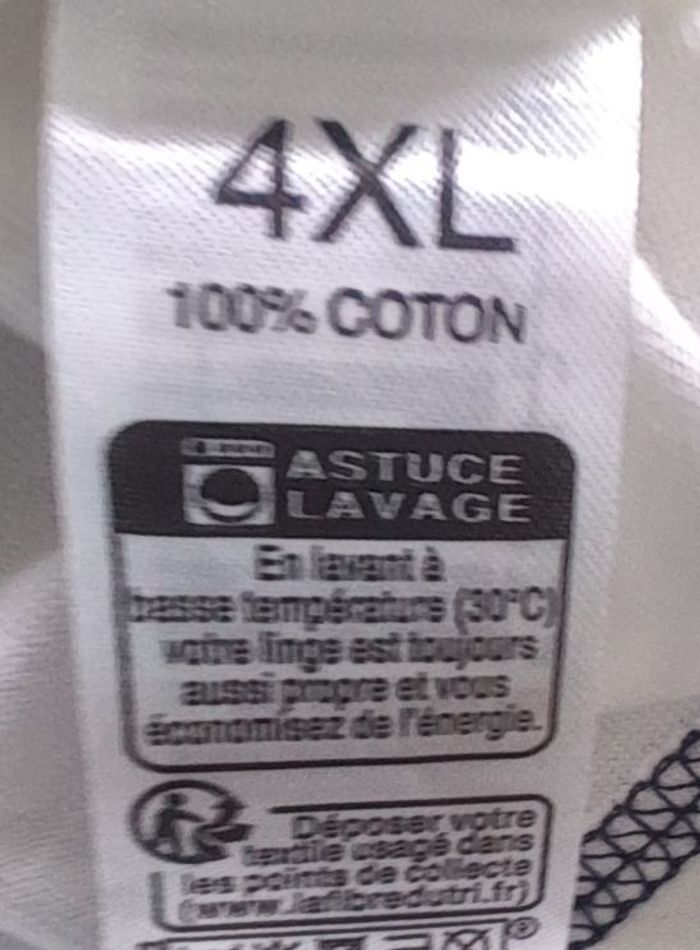 4XL
100% COTON
ASTUCE
LAVAGE
En lavant à
basse température (30°C)
votre linge est toujours
aussi propre et vous
économisez de l'énergie.
Déposer votre
textile usagé dans
les points de collecte
(www.lafibredutri.fr)